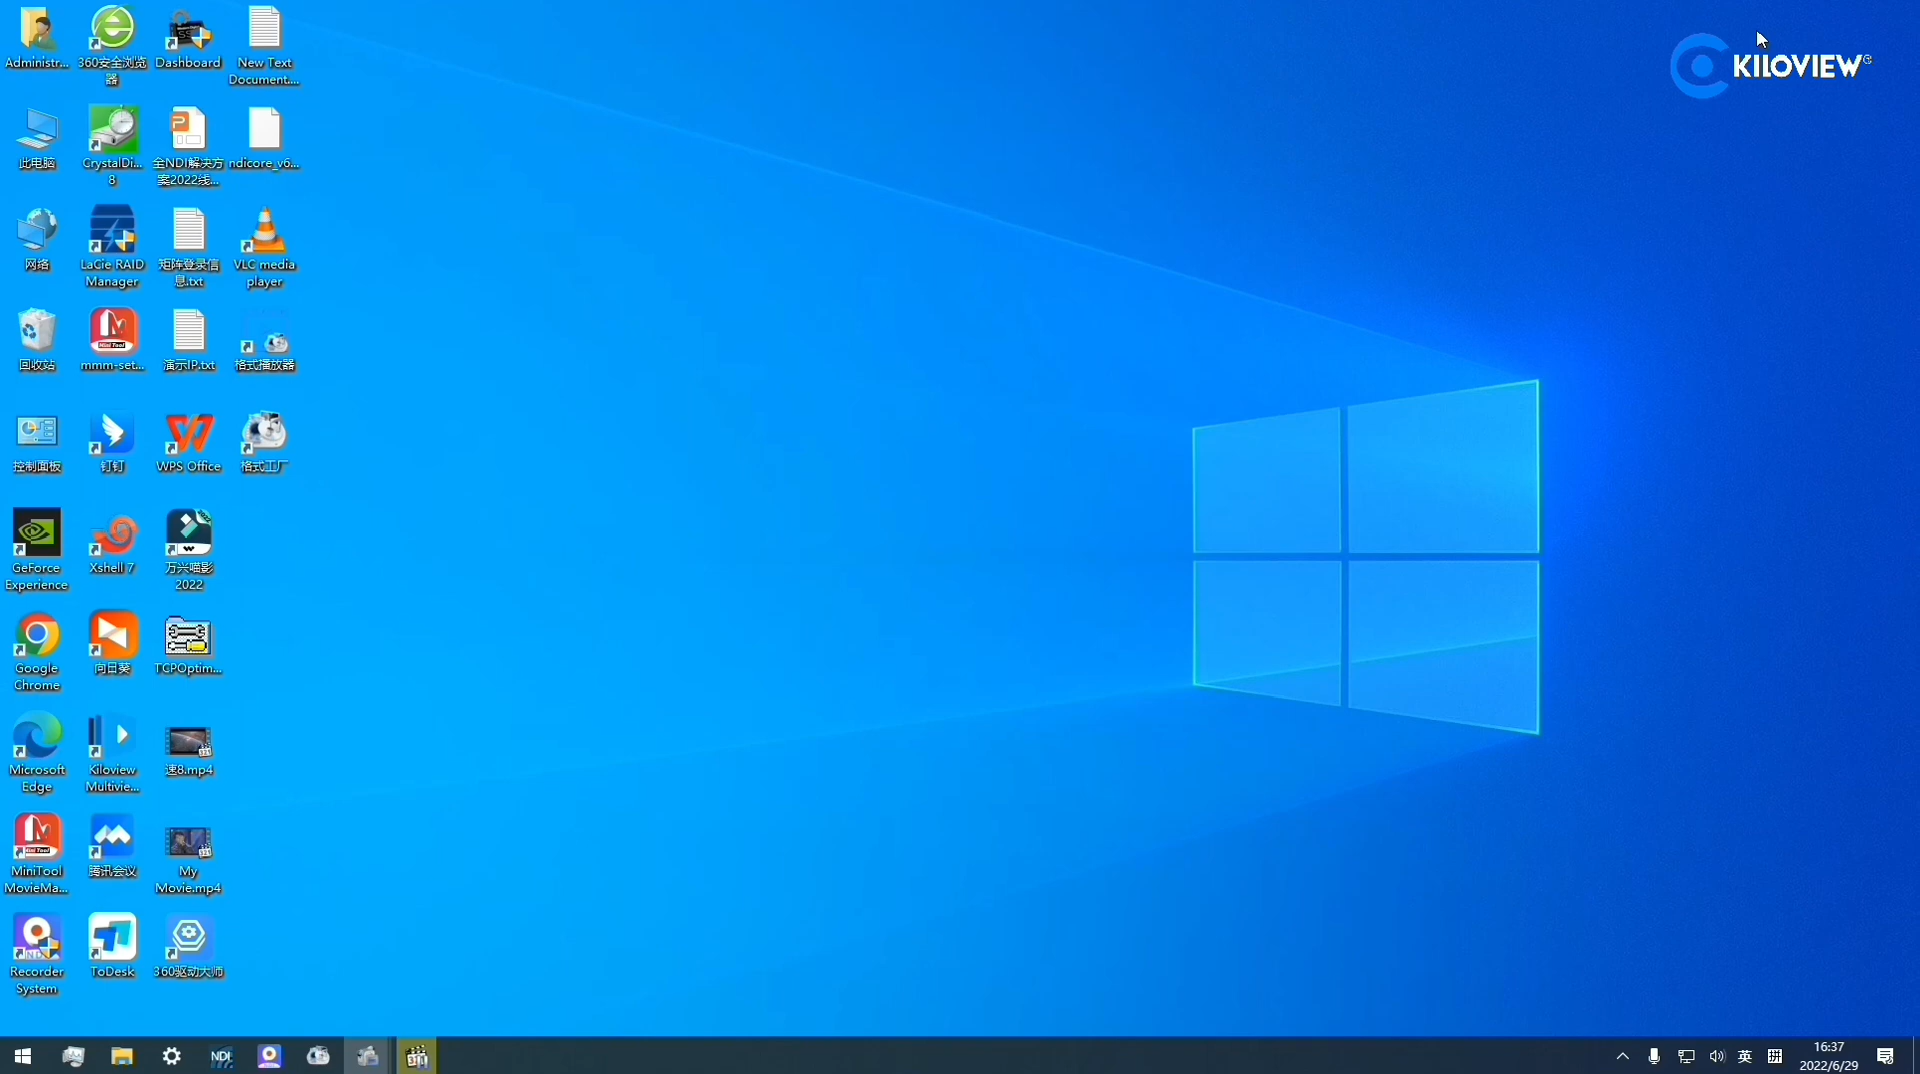 KILOVIEW®
Administr...
360安全浏览
器
Dashboard
New Text
Document....
此电脑
CrystalDi...
8
全NDI解决方
案2022线...
ndicore_v6...
网络
LaCie RAID
Manager
矩阵登录信
息.txt
VLC media
player
回收站
mmm-set...
演示IP.txt
格式播放器
控制面板
钉钉
WPS Office
格式工厂
GeForce
Experience
Xshell 7
万兴喵影
2022
Google
Chrome
向日葵
TCPOptim...
Microsoft
Edge
Kiloview
Multivie...
速8.mp4
MiniTool
MovieMa...
腾讯会议
My
Movie.mp4
Recorder
System
ToDesk
360驱动大师
NDI
英
拼
16:37
2022/6/29